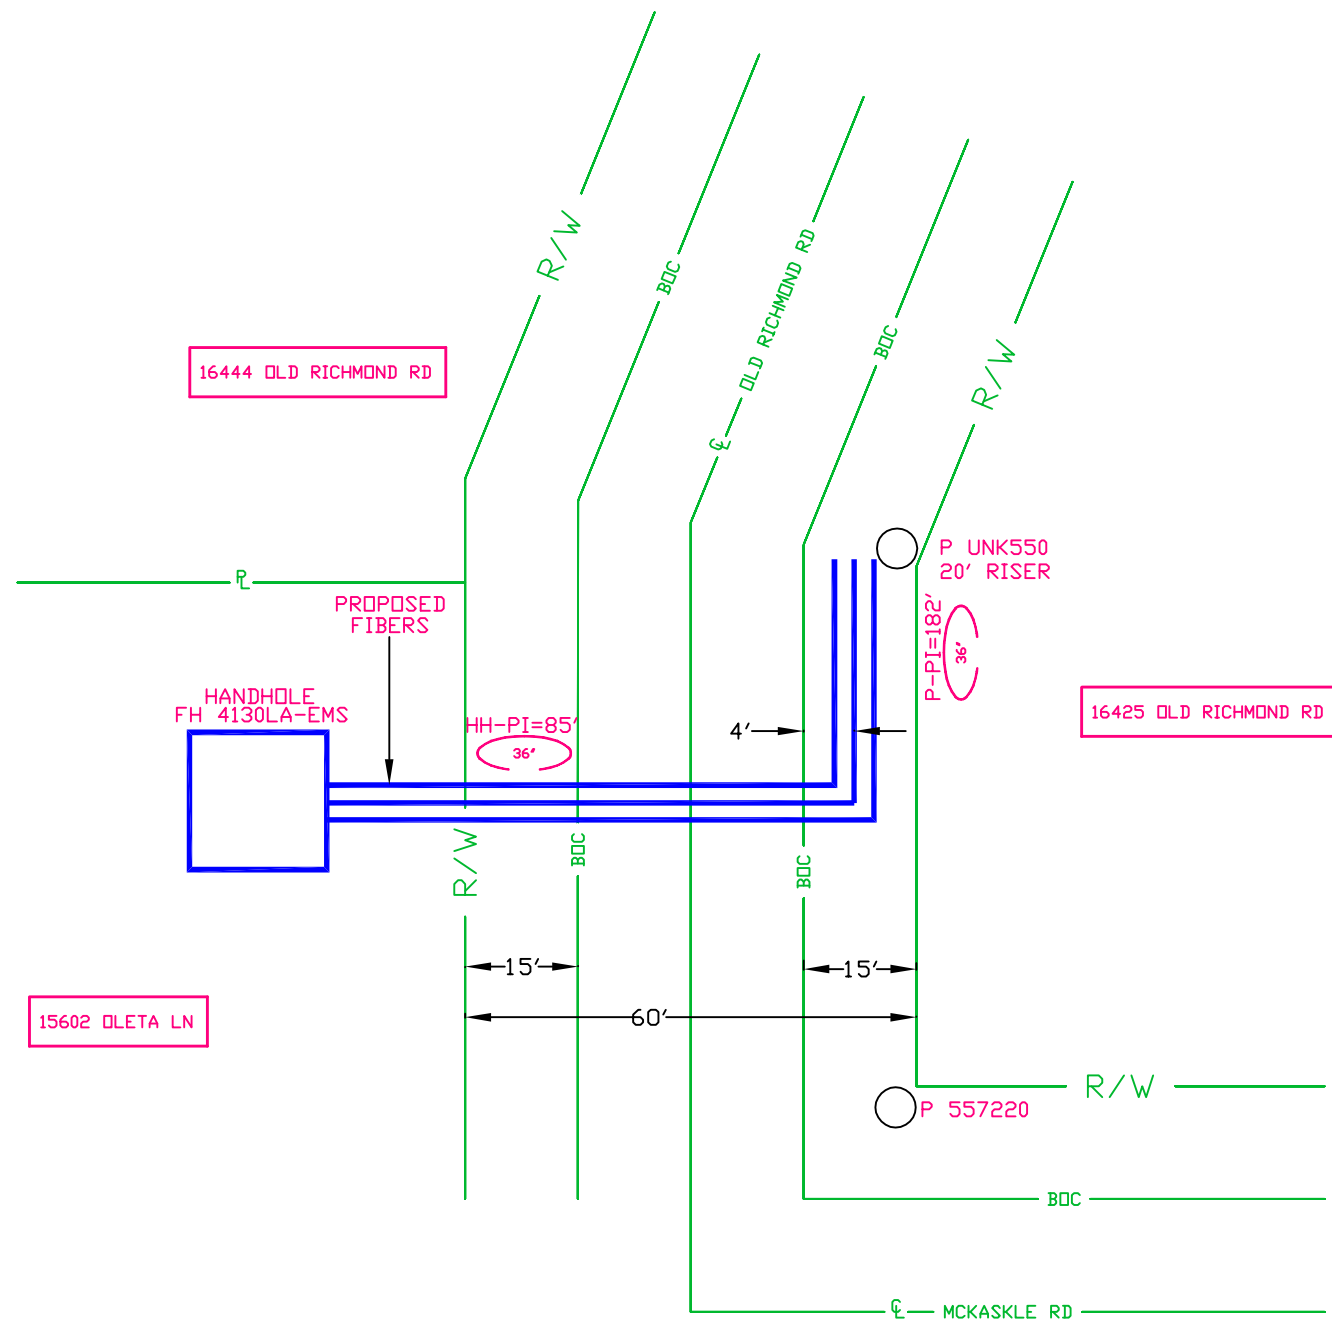 R/W
BOC
OLD RICHMOND RD
BOC
R/W
16444 OLD RICHMOND RD
℄
P UNK550
20' RISER
℄
PROPOSED
FIBERS
P-PI=182'
36"
HANDHOLE
FH 4130LA-EMS
HH-PI=85'
36"
4'
16425 OLD RICHMOND RD
R/W
BOC
BOC
15'
15'
60'
15602 OLETA LN
R/W
P 557220
BOC
℄
MCKASKLE RD